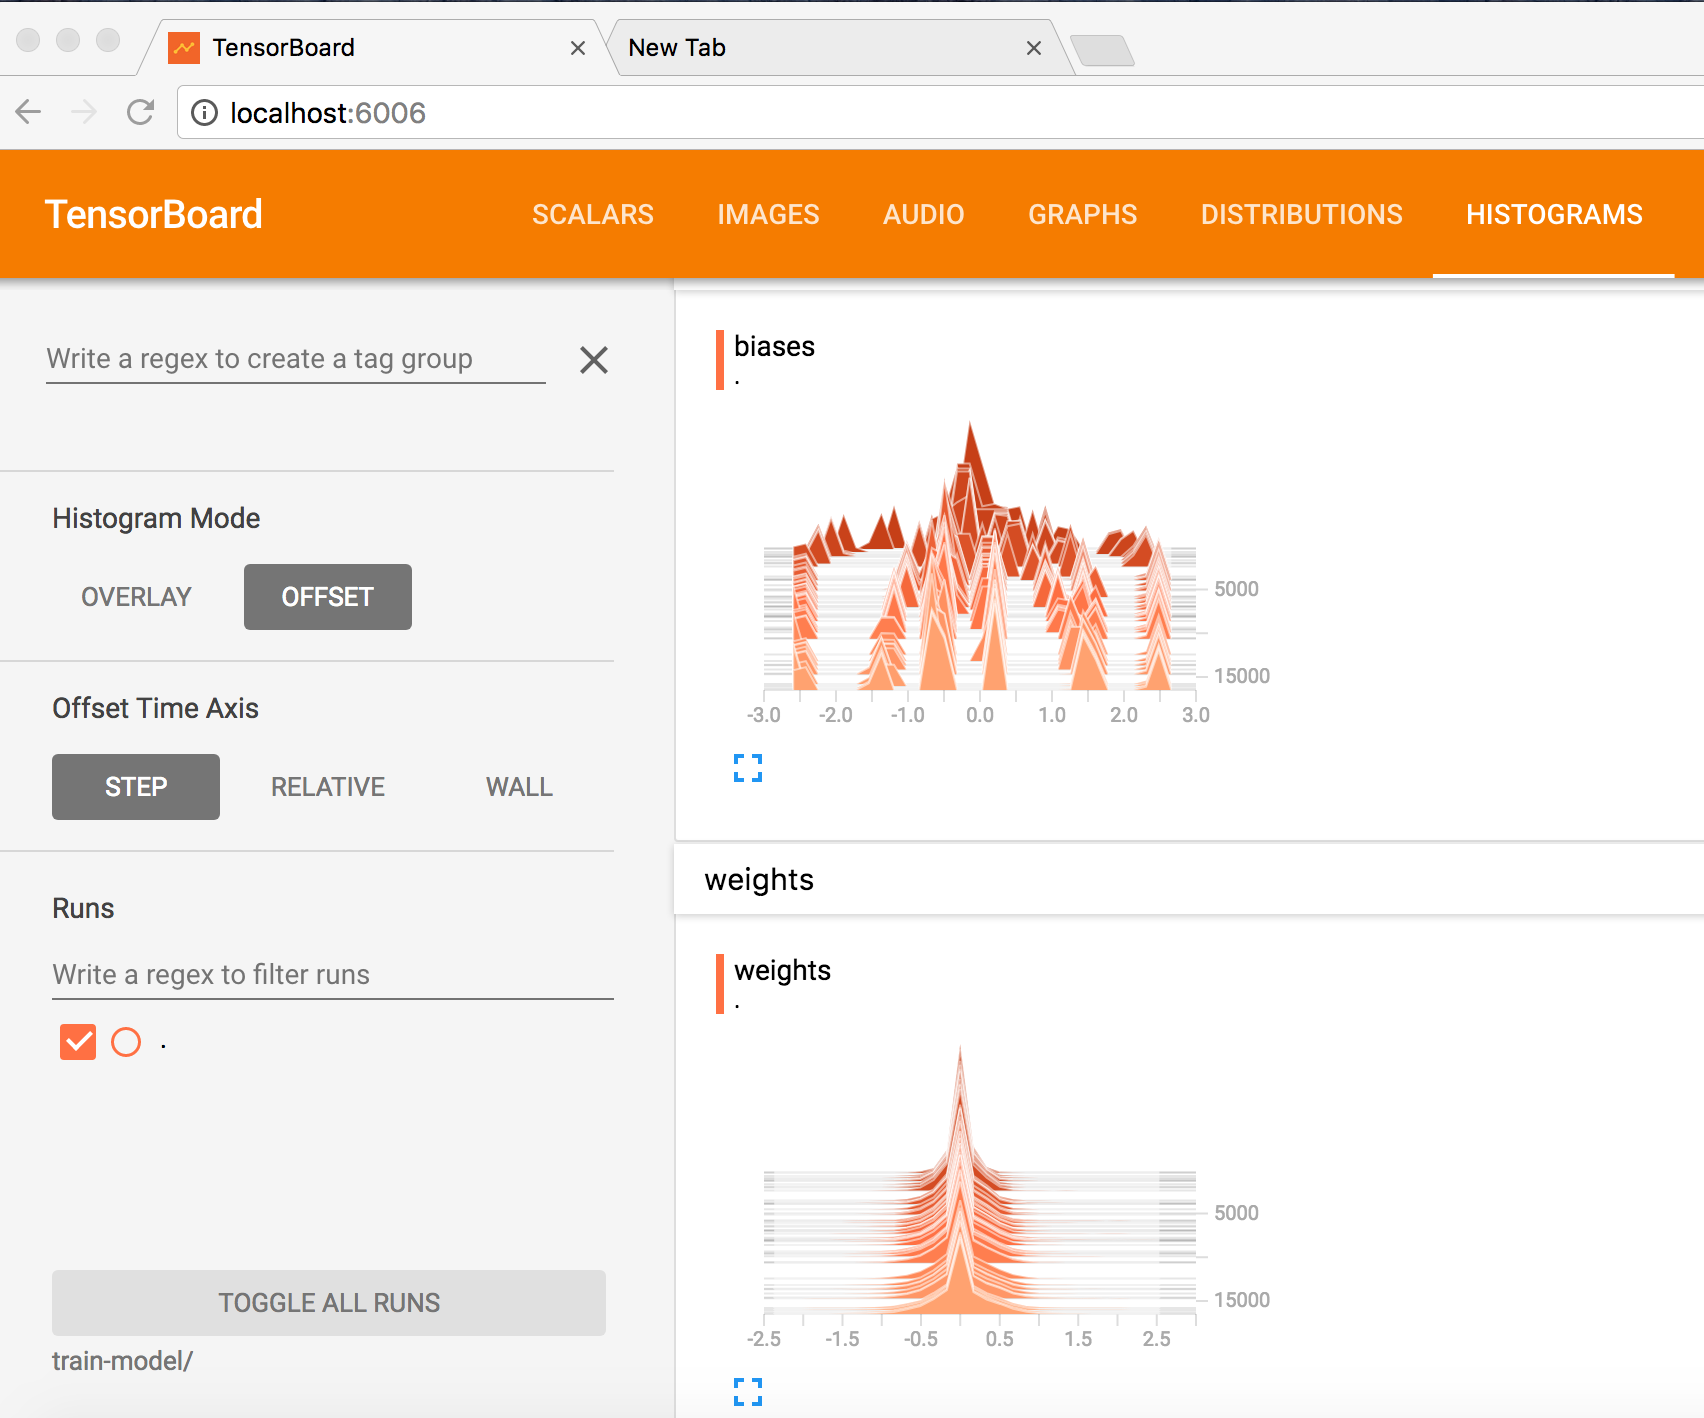 TensorBoard
New Tab
localhost:6006
TensorBoard SCALARS IMAGES AUDIO GRAPHS DISTRIBUTIONS HISTOGRAMS
Write a regex to create a tag group
Histogram Mode
OVERLAY OFFSET
Offset Time Axis
STEP RELATIVE WALL
Runs
Write a regex to filter runs
.
TOGGLE ALL RUNS
train-model/
biases
.
5000
15000
-3.0 -2.0 -1.0 0.0 1.0 2.0 3.0
weights
weights
.
5000
15000
-2.5 -1.5 -0.5 0.5 1.5 2.5